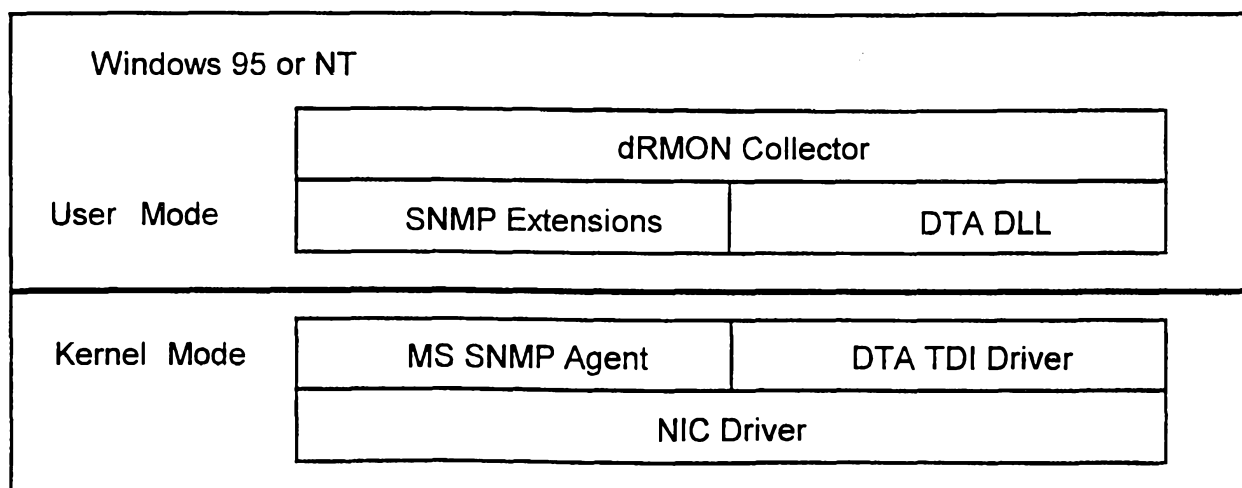 Windows 95 or NT
dRMON Collector
User Mode
SNMP Extensions
DTA DLL
Kernel Mode
MS SNMP Agent
DTA TDI Driver
NIC Driver